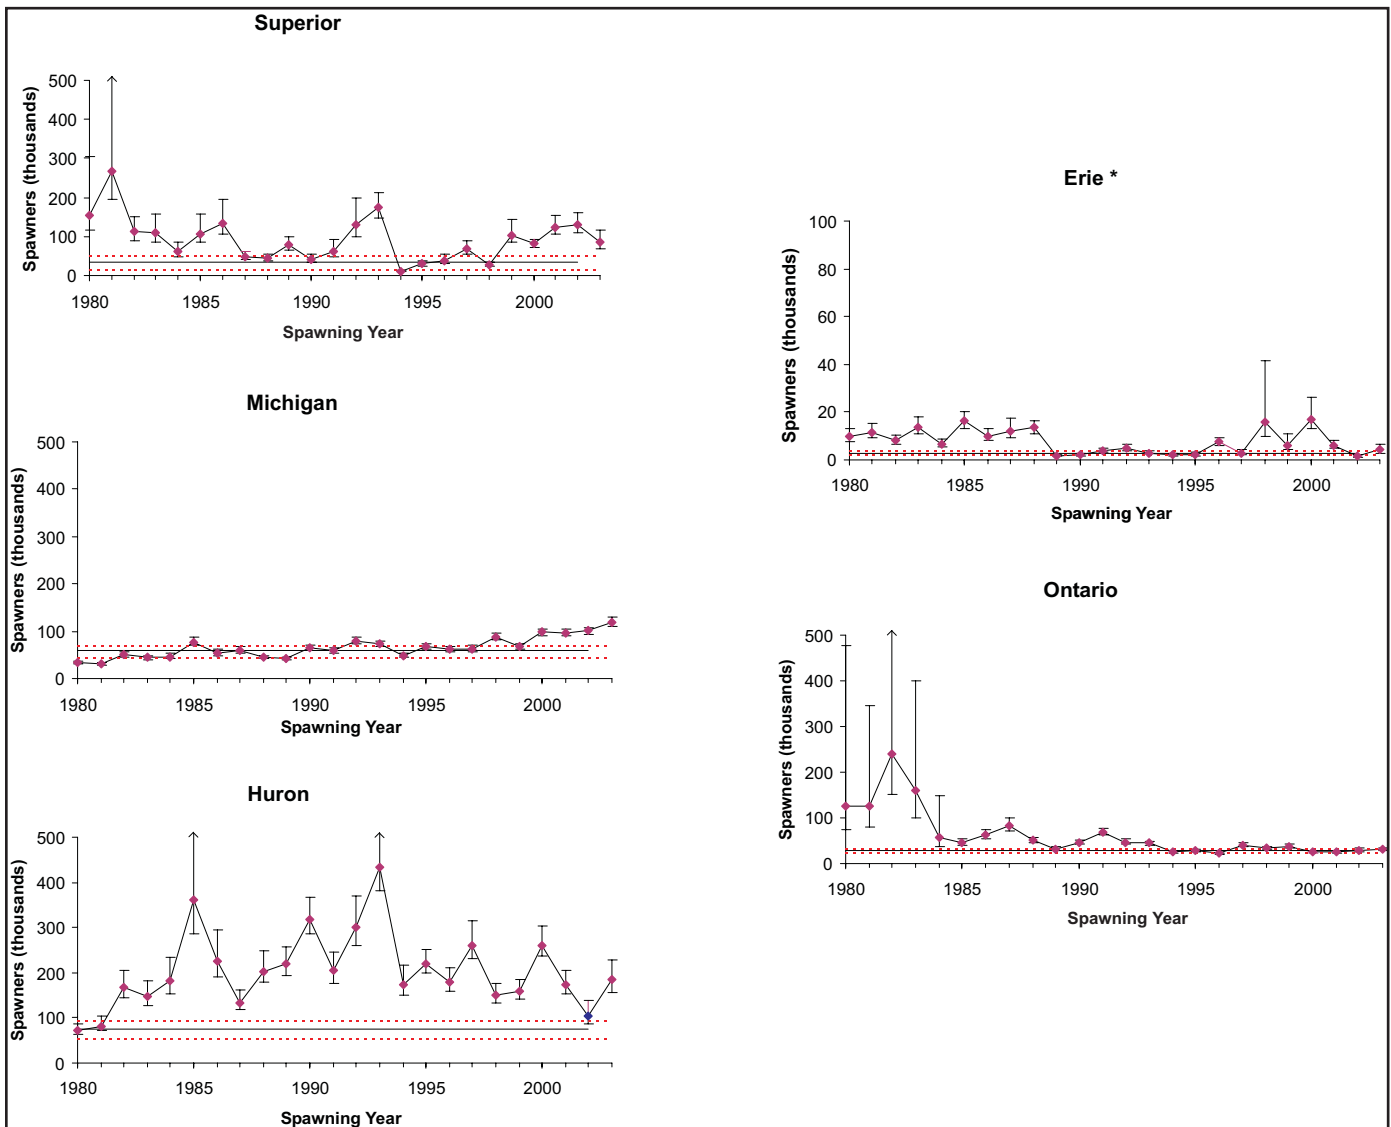 Superior
Spawners (thousands)
500
400
300
200
100
0
1980 1985 1990 1995 2000
Spawning Year
Michigan
Spawners (thousands)
500
400
300
200
100
0
1980 1985 1990 1995 2000
Spawning Year
Huron
Spawners (thousands)
500
400
300
200
100
0
1980 1985 1990 1995 2000
Spawning Year
Erie *
Spawners (thousands)
100
80
60
40
20
0
1980 1985 1990 1995 2000
Spawning Year
Ontario
Spawners (thousands)
500
400
300
200
100
0
1980 1985 1990 1995 2000
Spawning Year